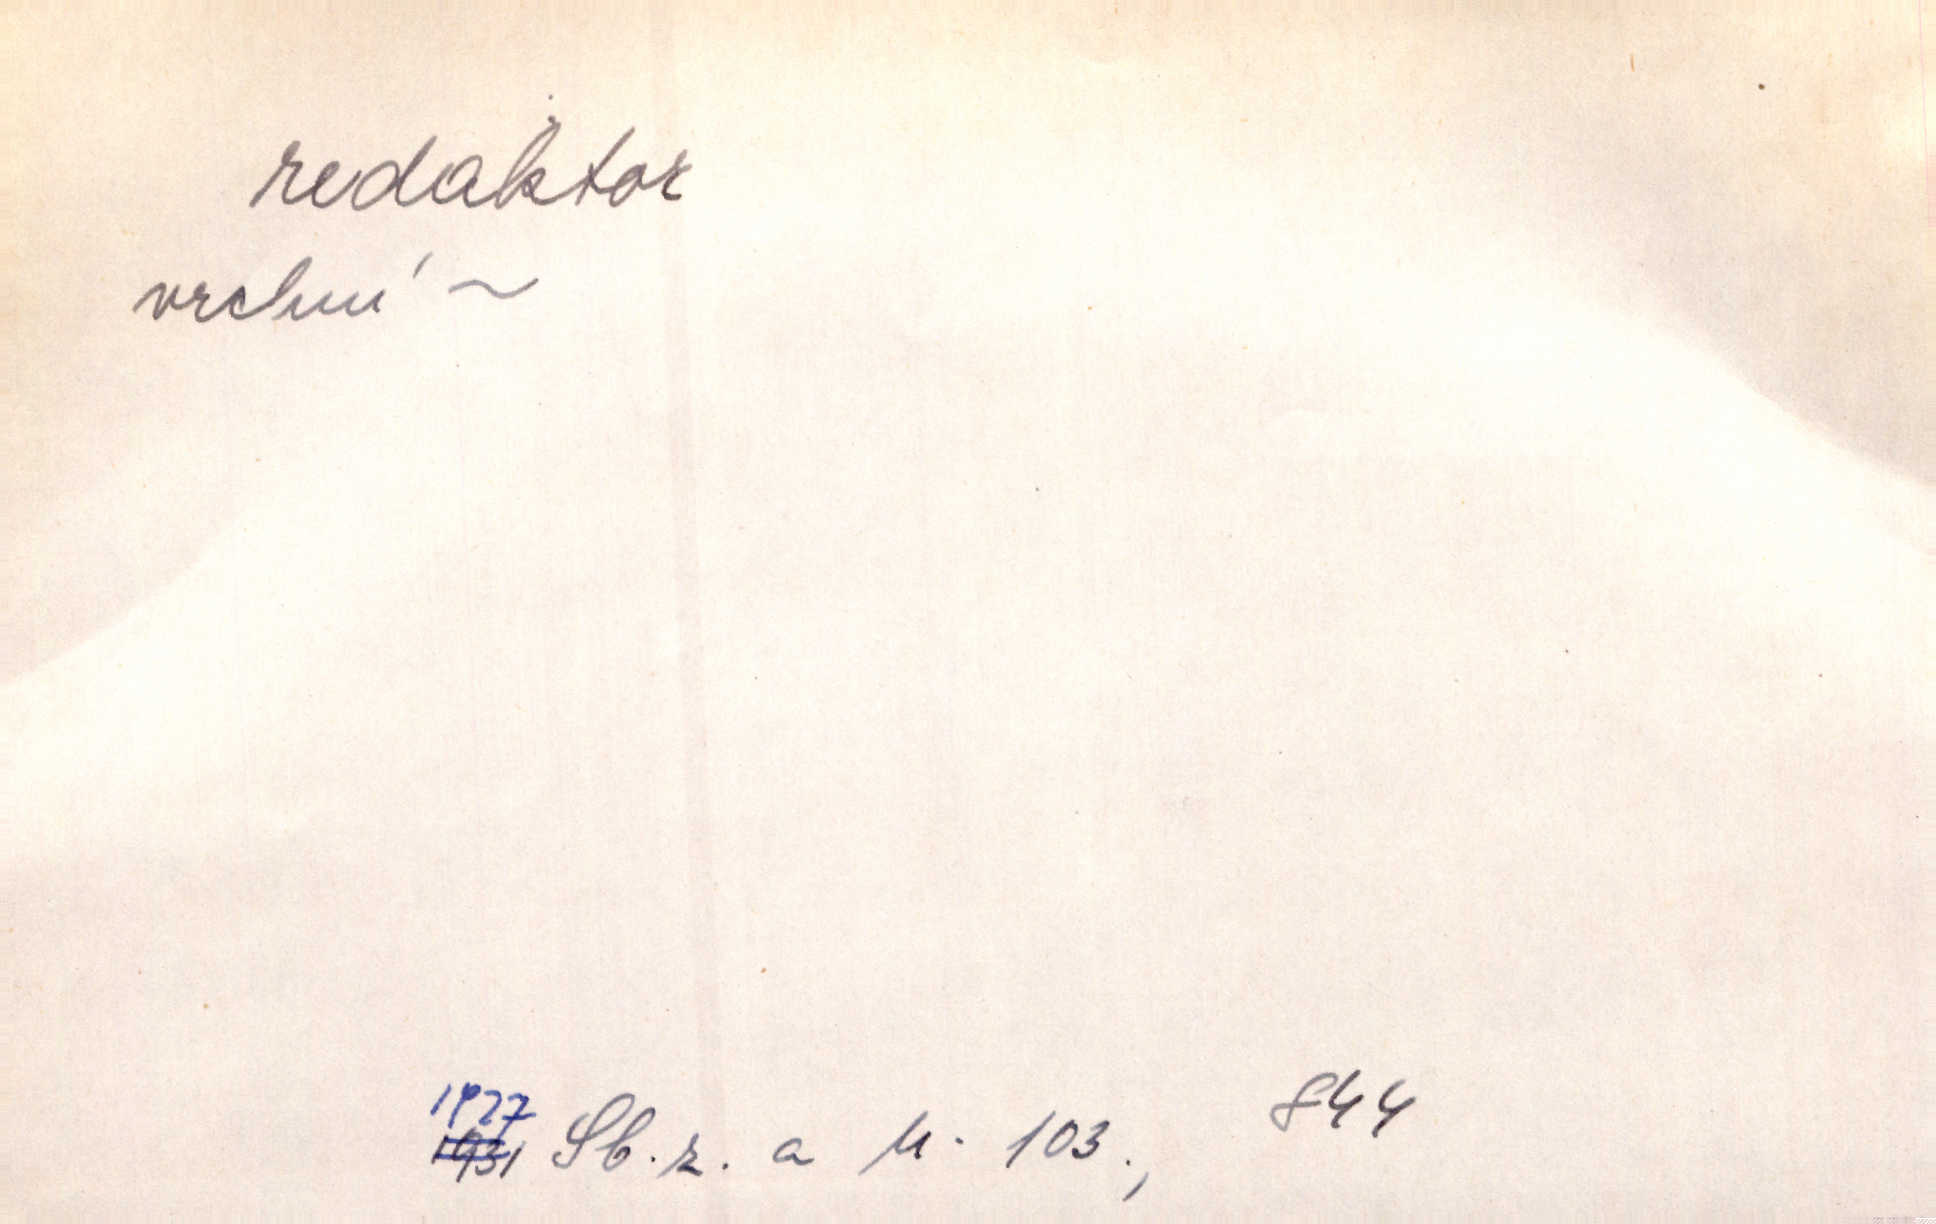 redaktor
vrchní ~
1927
1931 Sb. z. a n. 103., 844